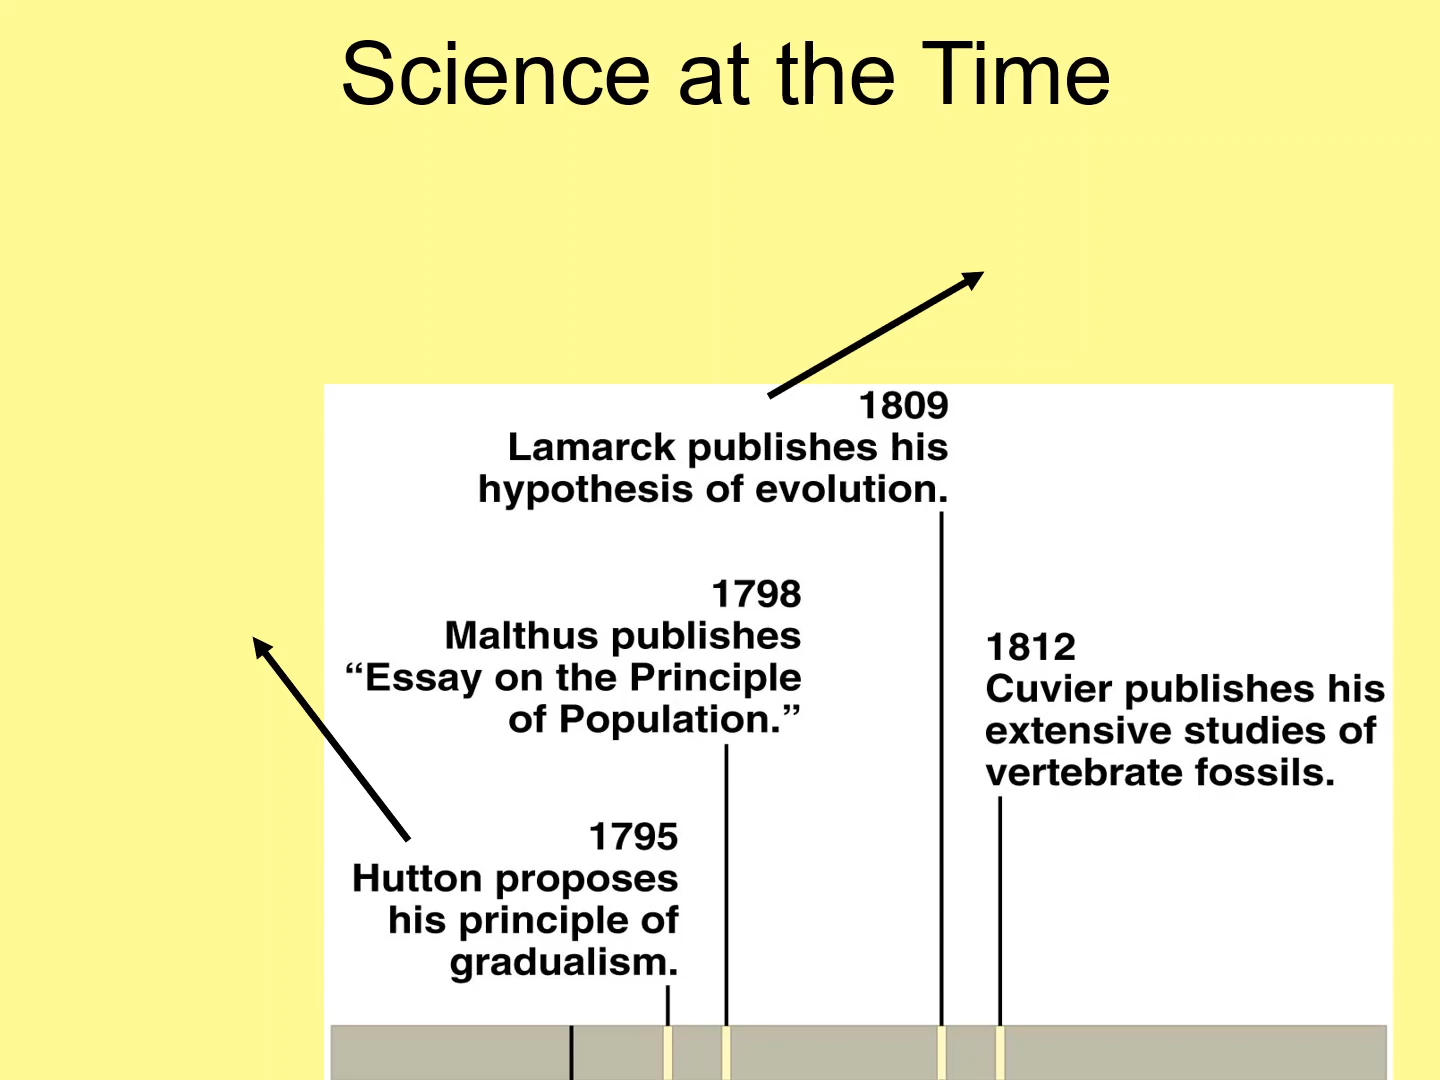 Science at the Time
1809
Lamarck publishes his
hypothesis of evolution.
1798
Malthus publishes
“Essay on the Principle
of Population.”
1812
Cuvier publishes his
extensive studies of
vertebrate fossils.
1795
Hutton proposes
his principle of
gradualism.